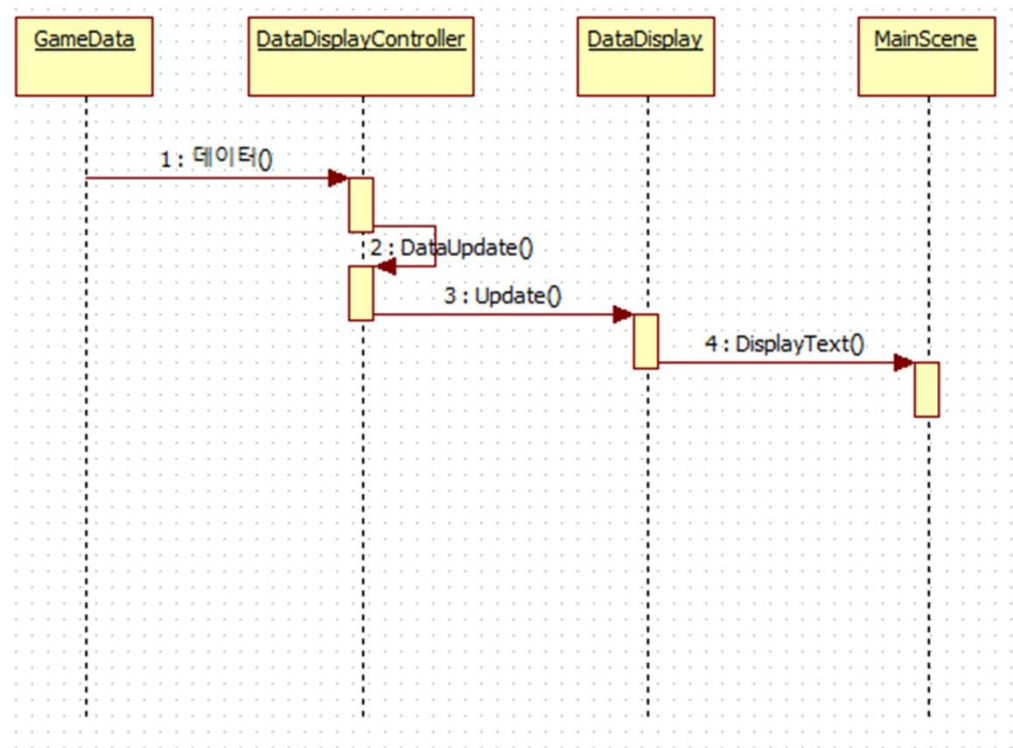 GameData
DataDisplayController
DataDisplay
MainScene
1 : 데이터()
2 : DataUpdate()
3 : Update()
4 : DisplayText()